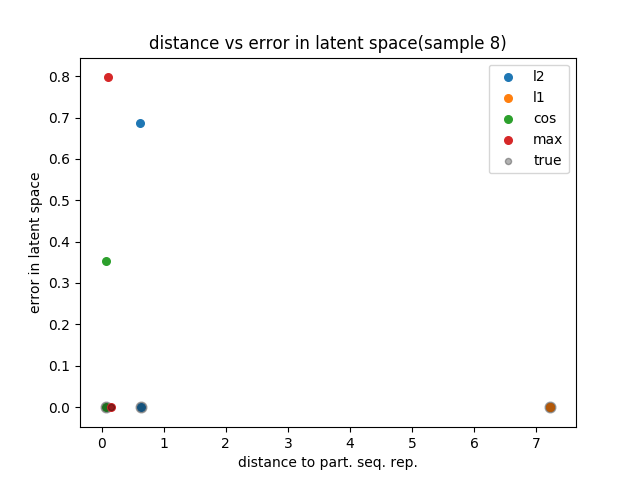 distance vs error in latent space(sample 8)
error in latent space
0.8
0.7
0.6
0.5
0.4
0.3
0.2
0.1
0.0
l2
l1
cos
max
true
0 1 2 3 4 5 6 7
distance to part. seq. rep.